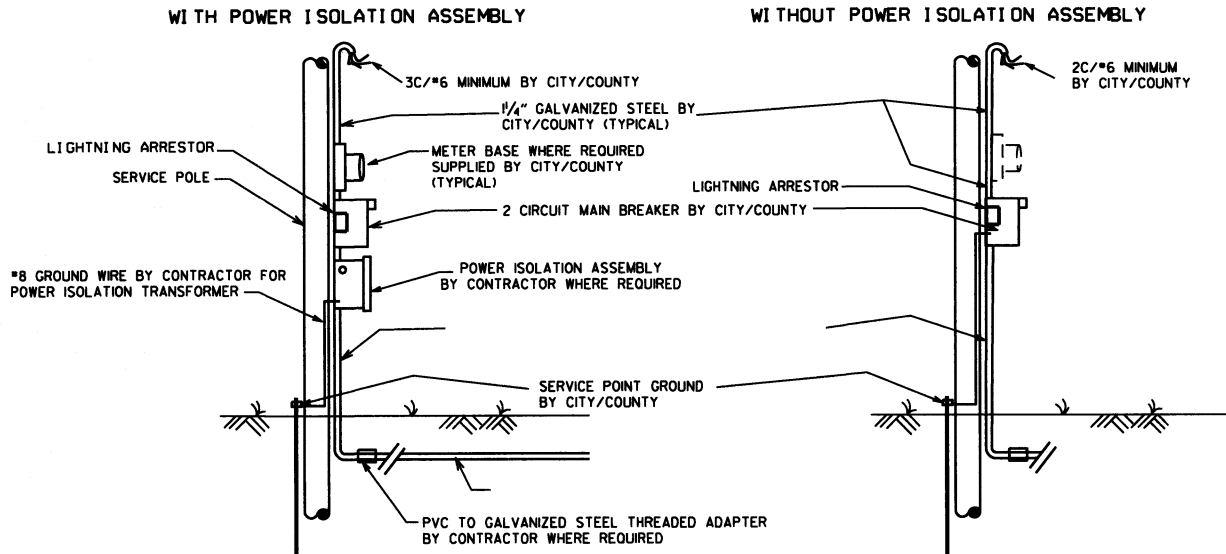 WITH POWER ISOLATION ASSEMBLY
WITHOUT POWER ISOLATION ASSEMBLY
3C/#6 MINIMUM BY CITY/COUNTY
2C/#6 MINIMUM
BY CITY/COUNTY
1 1/4" GALVANIZED STEEL BY
CITY/COUNTY (TYPICAL)
LIGHTNING ARRESTOR
SERVICE POLE
METER BASE WHERE REQUIRED
SUPPLIED BY CITY/COUNTY
(TYPICAL)
LIGHTNING ARRESTOR
2 CIRCUIT MAIN BREAKER BY CITY/COUNTY
#8 GROUND WIRE BY CONTRACTOR FOR
POWER ISOLATION TRANSFORMER
POWER ISOLATION ASSEMBLY
BY CONTRACTOR WHERE REQUIRED
SERVICE POINT GROUND
BY CITY/COUNTY
PVC TO GALVANIZED STEEL THREADED ADAPTER
BY CONTRACTOR WHERE REQUIRED